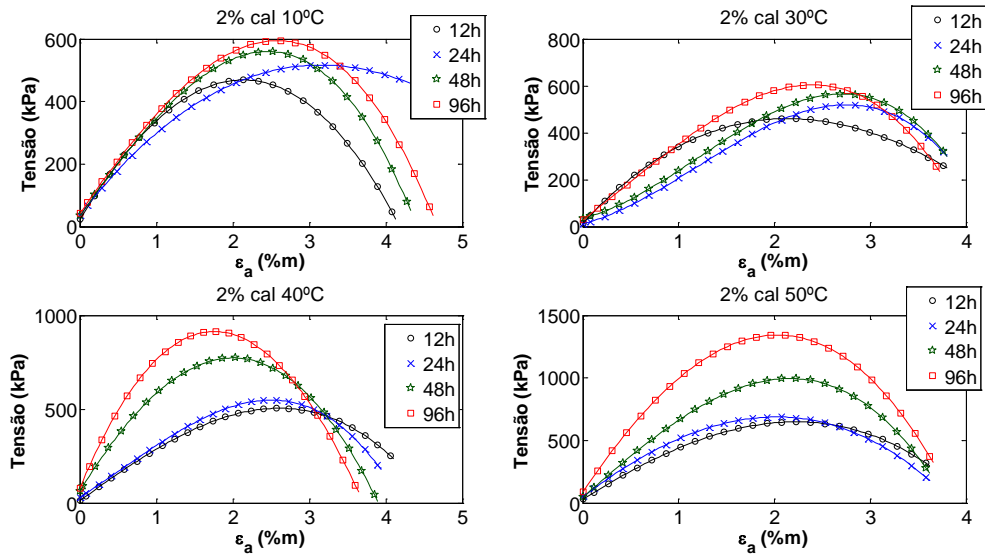 2% cal 10ºC
Tensão (kPa)
600
400
200
0
0 1 2 3 4 5
εa (%m)
12h
24h
48h
96h
2% cal 30ºC
Tensão (kPa)
800
600
400
200
0
0 1 2 3 4
εa (%m)
12h
24h
48h
96h
2% cal 40ºC
Tensão (kPa)
1000
500
0
0 1 2 3 4 5
εa (%m)
12h
24h
48h
96h
2% cal 50ºC
Tensão (kPa)
1500
1000
500
0
0 1 2 3 4
εa (%m)
12h
24h
48h
96h